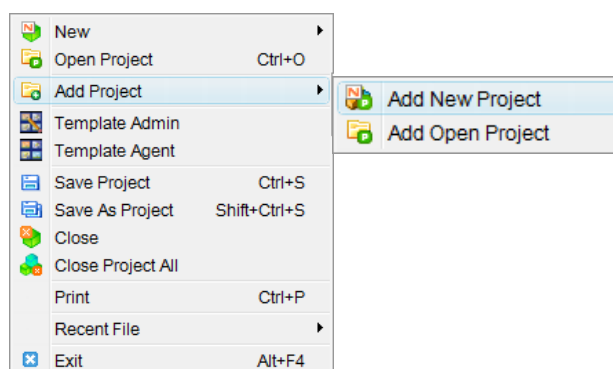 New
Open Project Ctrl+O
Add Project
Add New Project
Add Open Project
Template Admin
Template Agent
Save Project Ctrl+S
Save As Project Shift+Ctrl+S
Close
Close Project All
Print Ctrl+P
Recent File
Exit Alt+F4